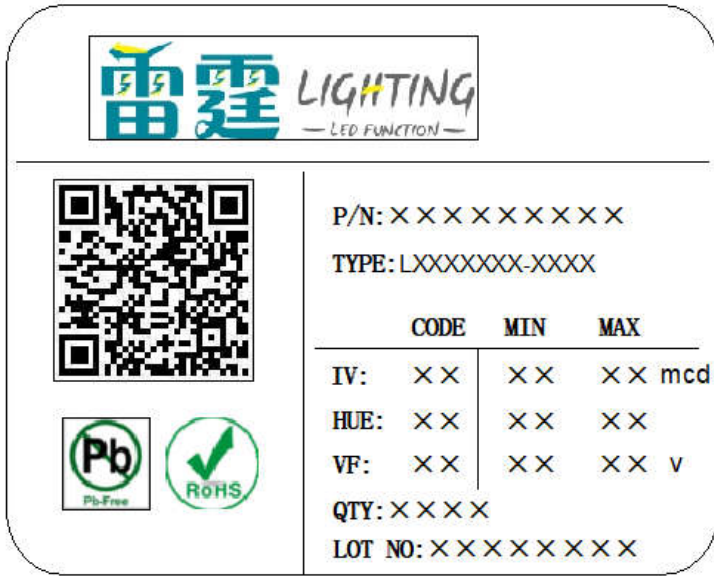 雷霆 LIGHTING
LED FUNCTION
P/N: ×××××××××
TYPE: LXXXXXXX-XXXX
CODE MIN MAX
IV: ×× ×× ×× mcd
HUE: ×× ×× ××
VF: ×× ×× ×× v
QTY: ××××
LOT NO: ××××××××
Pb
Pb-Free
RoHS